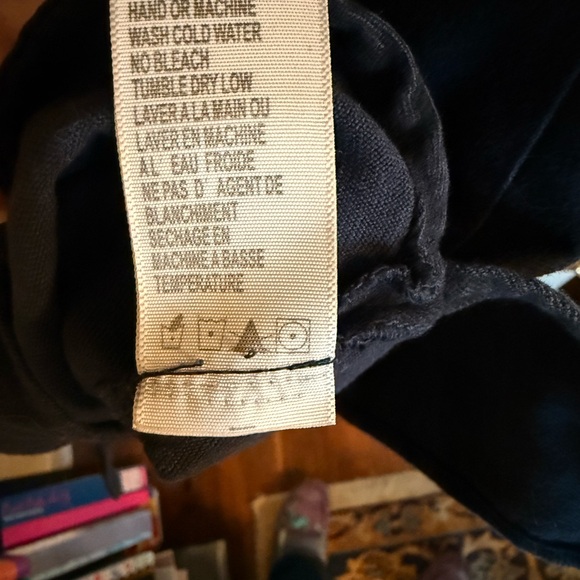 HAND OR MACHINE
WASH COLD WATER
NO BLEACH
TUMBLE DRY LOW
LAVER A LA MAIN OU
LAVER EN MACHINE
A L EAU FROIDE
NE PAS D AGENT DE
BLANCHIMENT
SECHAGE EN
MACHINE A BASSE
TEMPERATURE